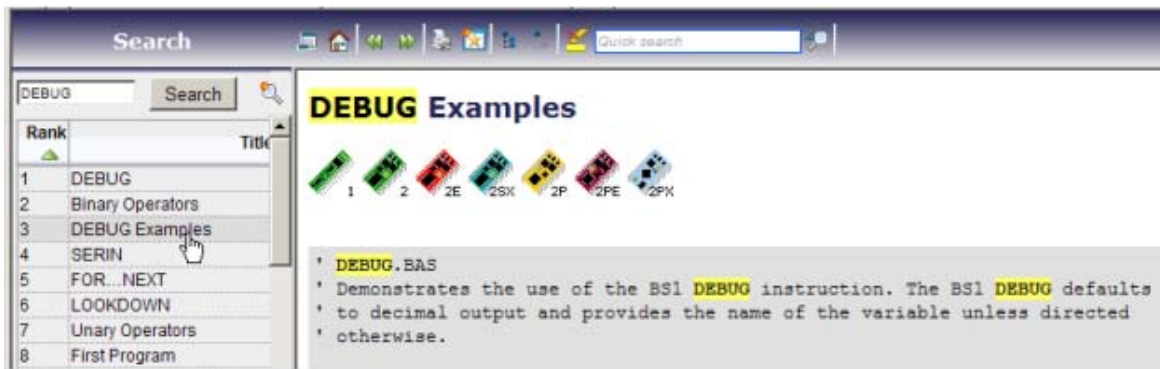 Search
Quick search
DEBUG
Search
Rank
Title
1 DEBUG
2 Binary Operators
3 DEBUG Examples
4 SERIN
5 FOR...NEXT
6 LOOKDOWN
7 Unary Operators
8 First Program
DEBUG Examples
1 2 2E 2SX 2P 2PE 2PX
' DEBUG.BAS
' Demonstrates the use of the BS1 DEBUG instruction. The BS1 DEBUG defaults
' to decimal output and provides the name of the variable unless directed
' otherwise.